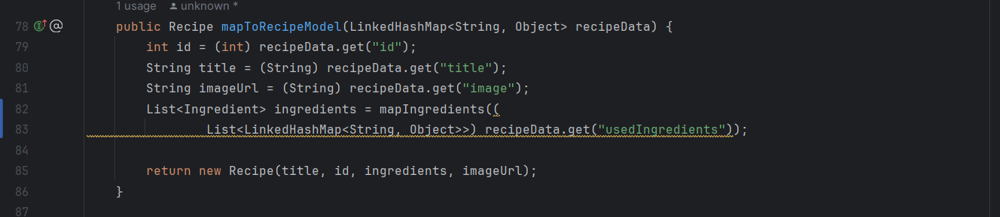 1 usage unknown *
78 @ public Recipe mapToRecipeModel(LinkedHashMap<String, Object> recipeData) {
79 int id = (int) recipeData.get("id");
80 String title = (String) recipeData.get("title");
81 String imageUrl = (String) recipeData.get("image");
82 List<Ingredient> ingredients = mapIngredients((
83 List<LinkedHashMap<String, Object>>) recipeData.get("usedIngredients"));
84
85 return new Recipe(title, id, ingredients, imageUrl);
86 }
87